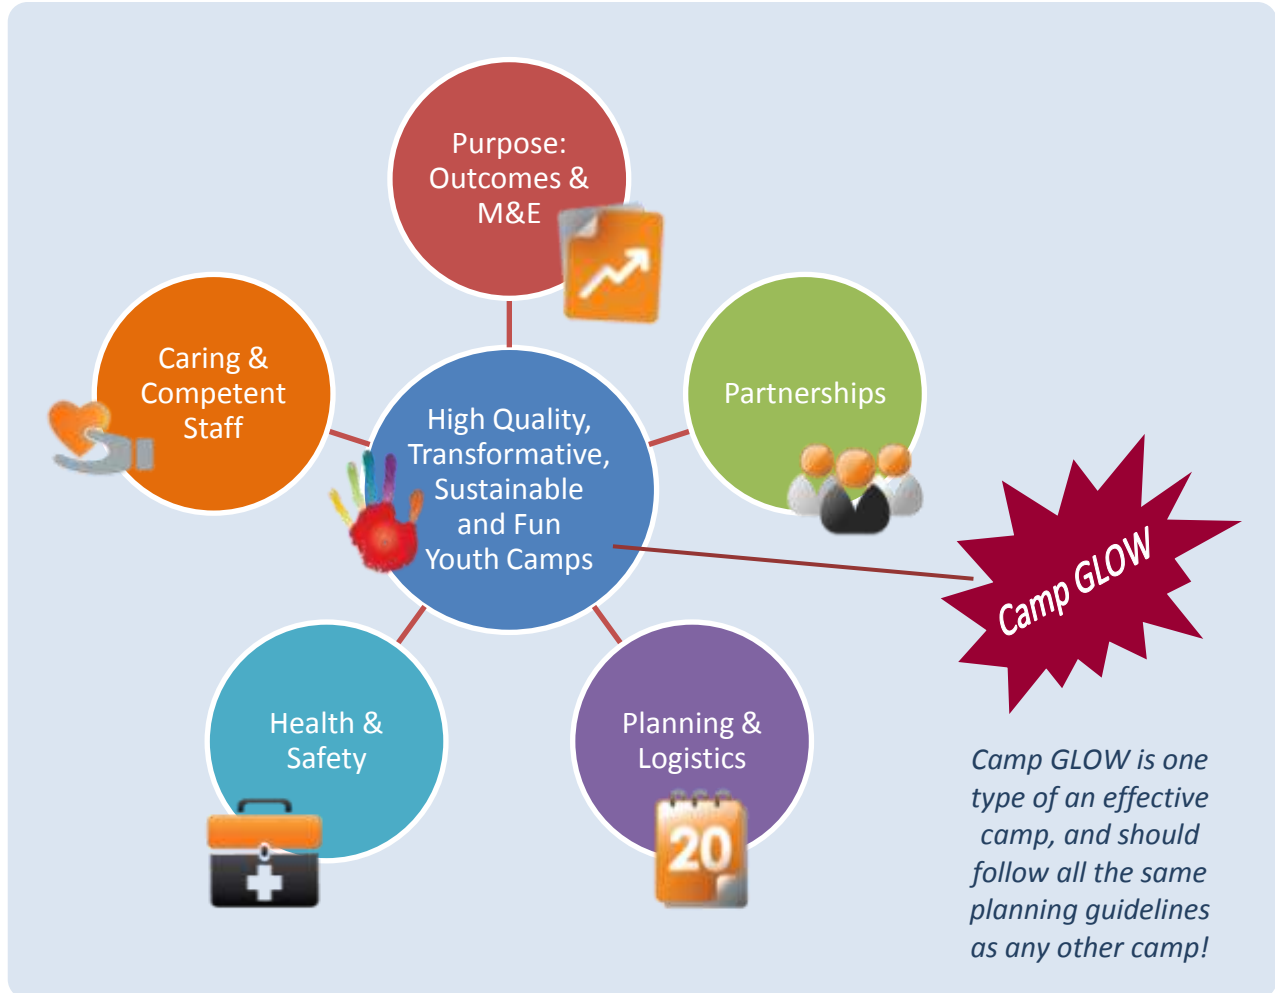 Purpose:
Outcomes &
M&E
Caring &
Competent
Staff
Partnerships
High Quality,
Transformative,
Sustainable
and Fun
Youth Camps
Camp GLOW
Health &
Safety
Planning &
Logistics
20
Camp GLOW is one
type of an effective
camp, and should
follow all the same
planning guidelines
as any other camp!